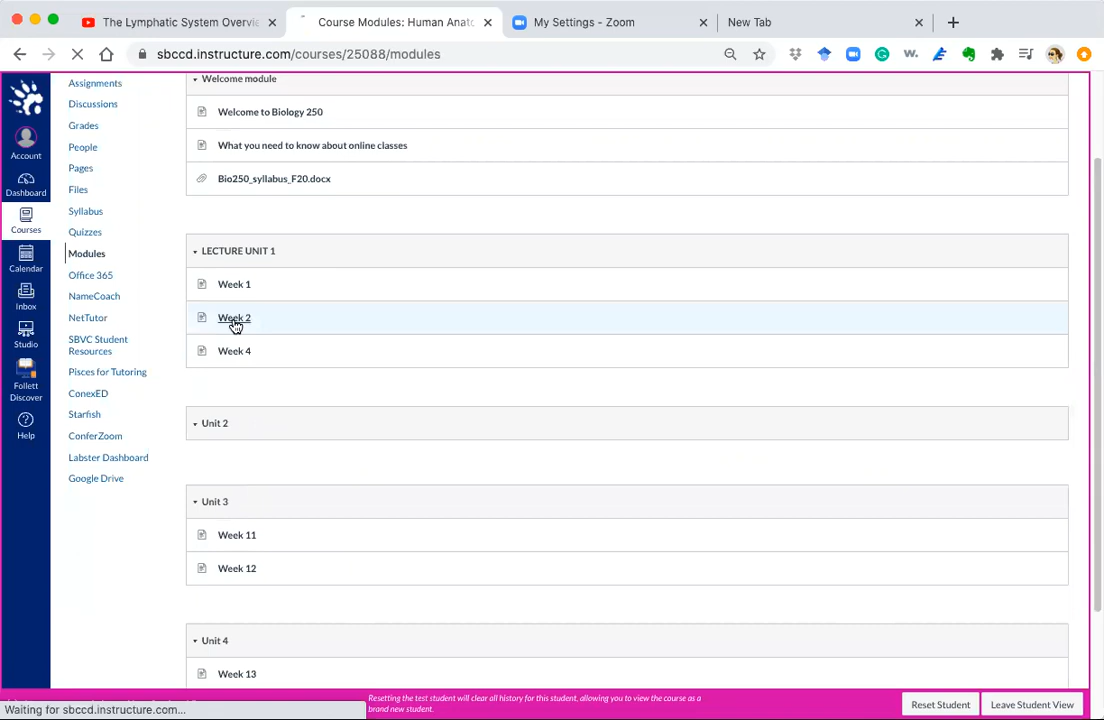 The Lymphatic System Overvie
Course Modules: Human Anato
My Settings - Zoom
New Tab
sbccd.instructure.com/courses/25088/modules
Account
Dashboard
Courses
Calendar
Inbox
Studio
Follett
Discover
Help
Assignments
Discussions
Grades
People
Pages
Files
Syllabus
Quizzes
Modules
Office 365
NameCoach
NetTutor
SBVC Student
Resources
Pisces for Tutoring
ConexED
Starfish
ConferZoom
Labster Dashboard
Google Drive
Welcome module
Welcome to Biology 250
What you need to know about online classes
Bio250_syllabus_F20.docx
LECTURE UNIT 1
Week 1
Week 2
Week 4
Unit 2
Unit 3
Week 11
Week 12
Unit 4
Week 13
Waiting for sbccd.instructure.com...
Resetting the test student will clear all history for this student, allowing you to view the course as a
brand new student.
Reset Student
Leave Student View